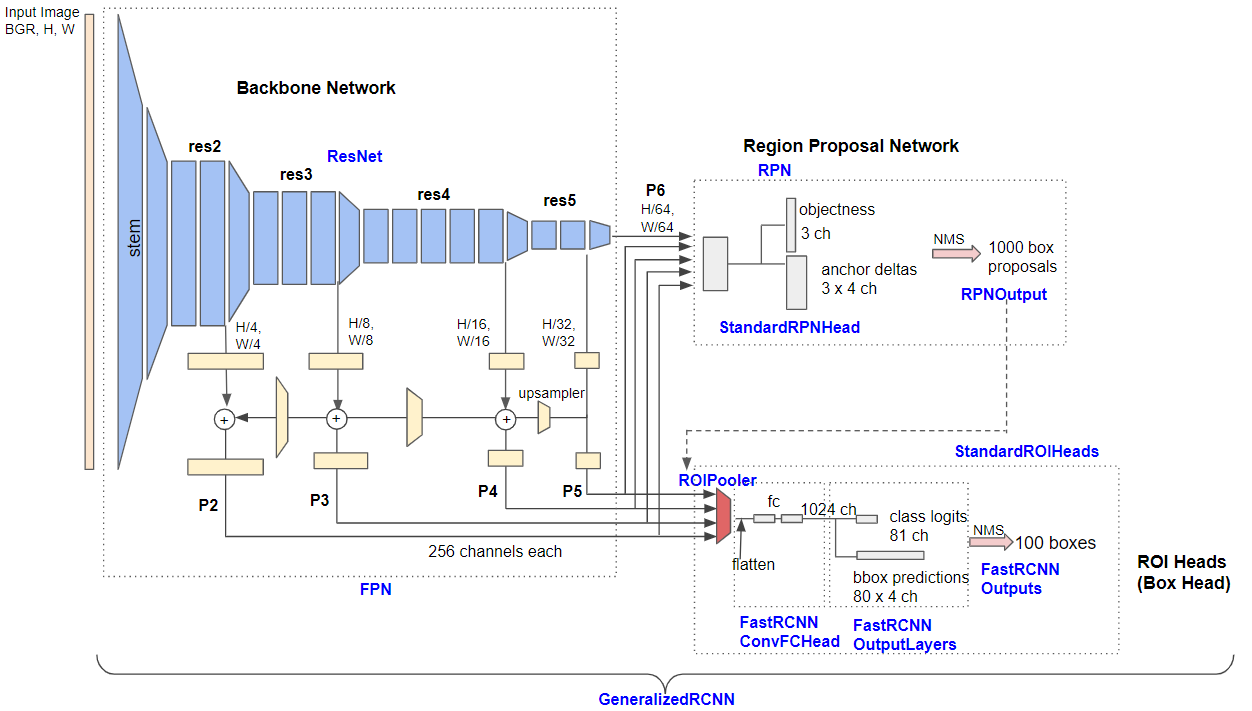 Input Image
BGR, H, W
Backbone Network
res2
ResNet
res3
res4
res5
stem
H/4,
W/4
H/8,
W/8
H/16,
W/16
H/32,
W/32
upsampler
+
+
+
P2
P3
P4
P5
256 channels each
FPN
P6
H/64,
W/64
Region Proposal Network
RPN
objectness
3 ch
anchor deltas
3 x 4 ch
StandardRPNHead
NMS
1000 box
proposals
RPNOutput
StandardROIHeads
ROIPooler
fc
1024 ch
flatten
class logits
81 ch
bbox predictions
80 x 4 ch
NMS
100 boxes
FastRCNN
Outputs
FastRCNN
ConvFCHead
FastRCNN
OutputLayers
ROI Heads
(Box Head)
GeneralizedRCNN